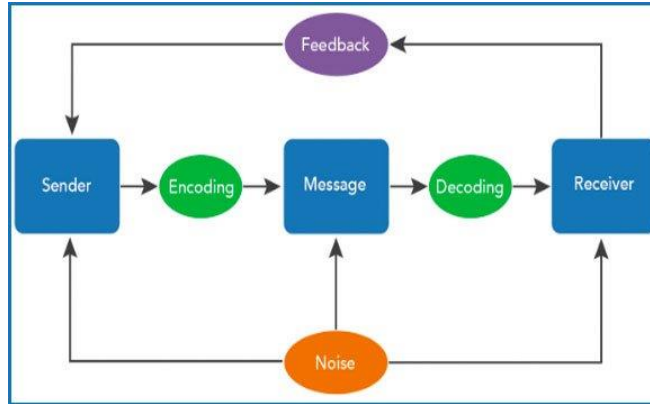 Feedback
Sender
Encoding
Message
Decoding
Receiver
Noise